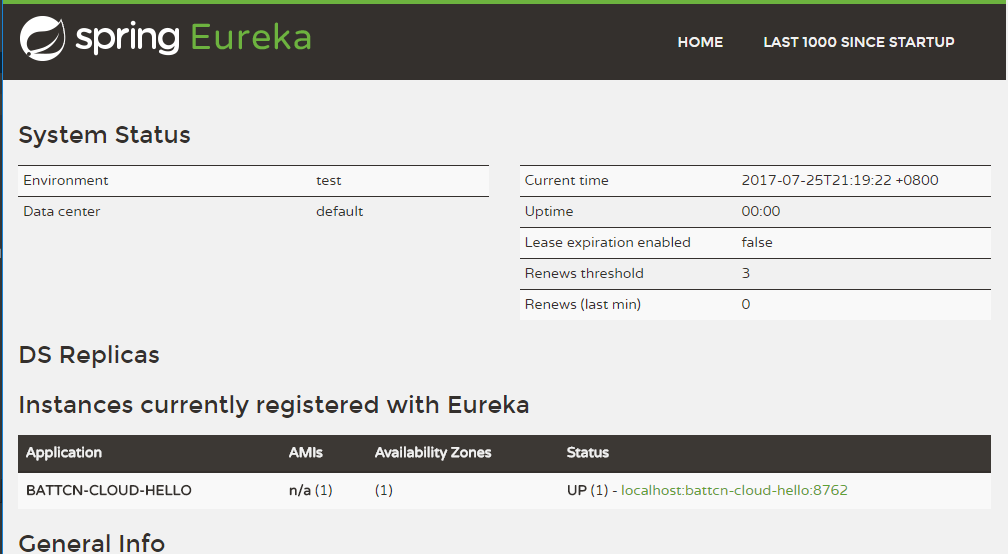 spring Eureka
HOME LAST 1000 SINCE STARTUP
System Status
Environment test
Data center default
Current time 2017-07-25T21:19:22 +0800
Uptime 00:00
Lease expiration enabled false
Renews threshold 3
Renews (last min) 0
DS Replicas
Instances currently registered with Eureka
Application AMIs Availability Zones Status
BATTCN-CLOUD-HELLO n/a (1) (1) UP (1) - localhost:battcn-cloud-hello:8762
General Info